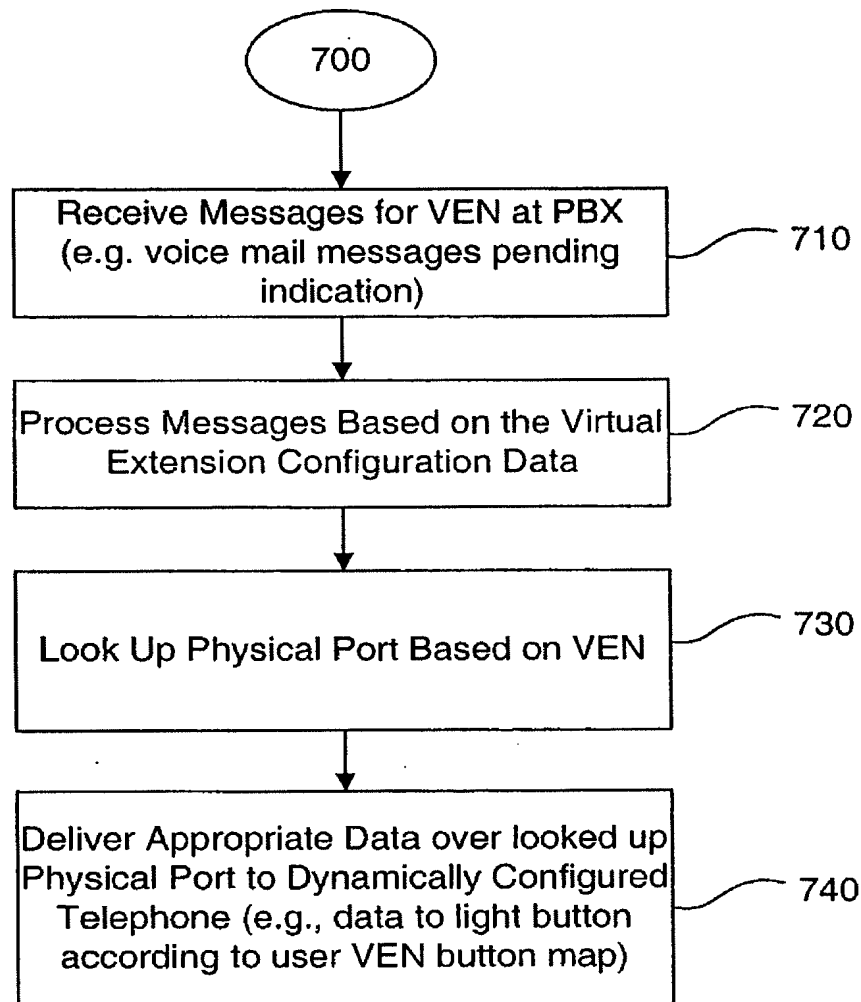 700
Receive Messages for VEN at PBX
(e.g. voice mail messages pending
indication)
710
Process Messages Based on the Virtual
Extension Configuration Data
720
Look Up Physical Port Based on VEN
730
Deliver Appropriate Data over looked up
Physical Port to Dynamically Configured
Telephone (e.g., data to light button
according to user VEN button map)
740